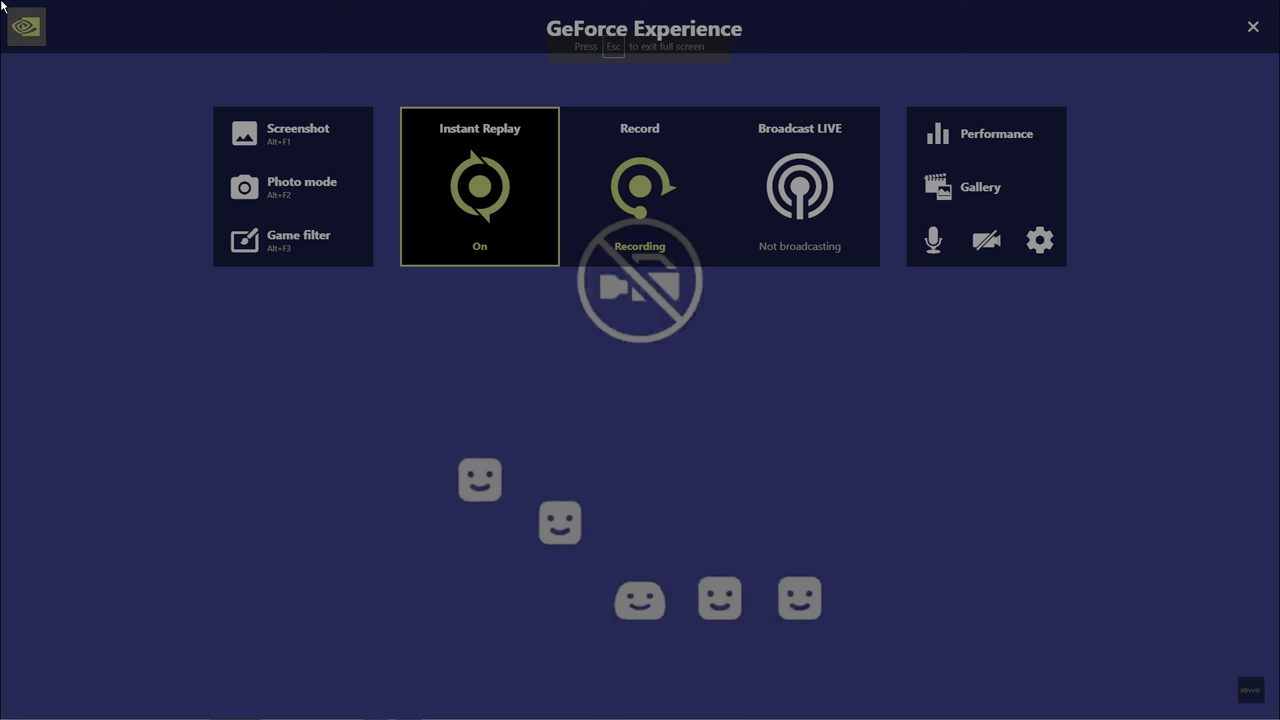 GeForce Experience
Press Esc to exit full screen
Screenshot
Alt+F1
Photo mode
Alt+F2
Game filter
Alt+F3
Instant Replay
On
Record
Recording
Broadcast LIVE
Not broadcasting
Performance
Gallery